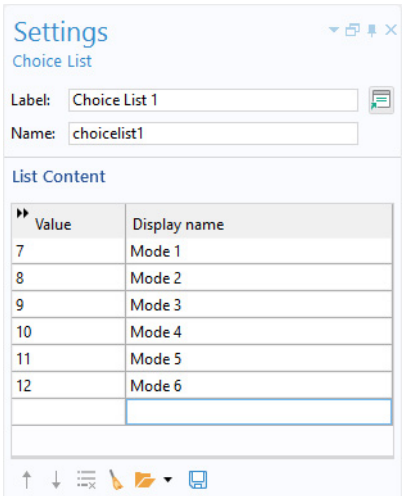 Settings
Choice List
Label: Choice List 1
Name: choicelist1
List Content
Value Display name
7 Mode 1
8 Mode 2
9 Mode 3
10 Mode 4
11 Mode 5
12 Mode 6